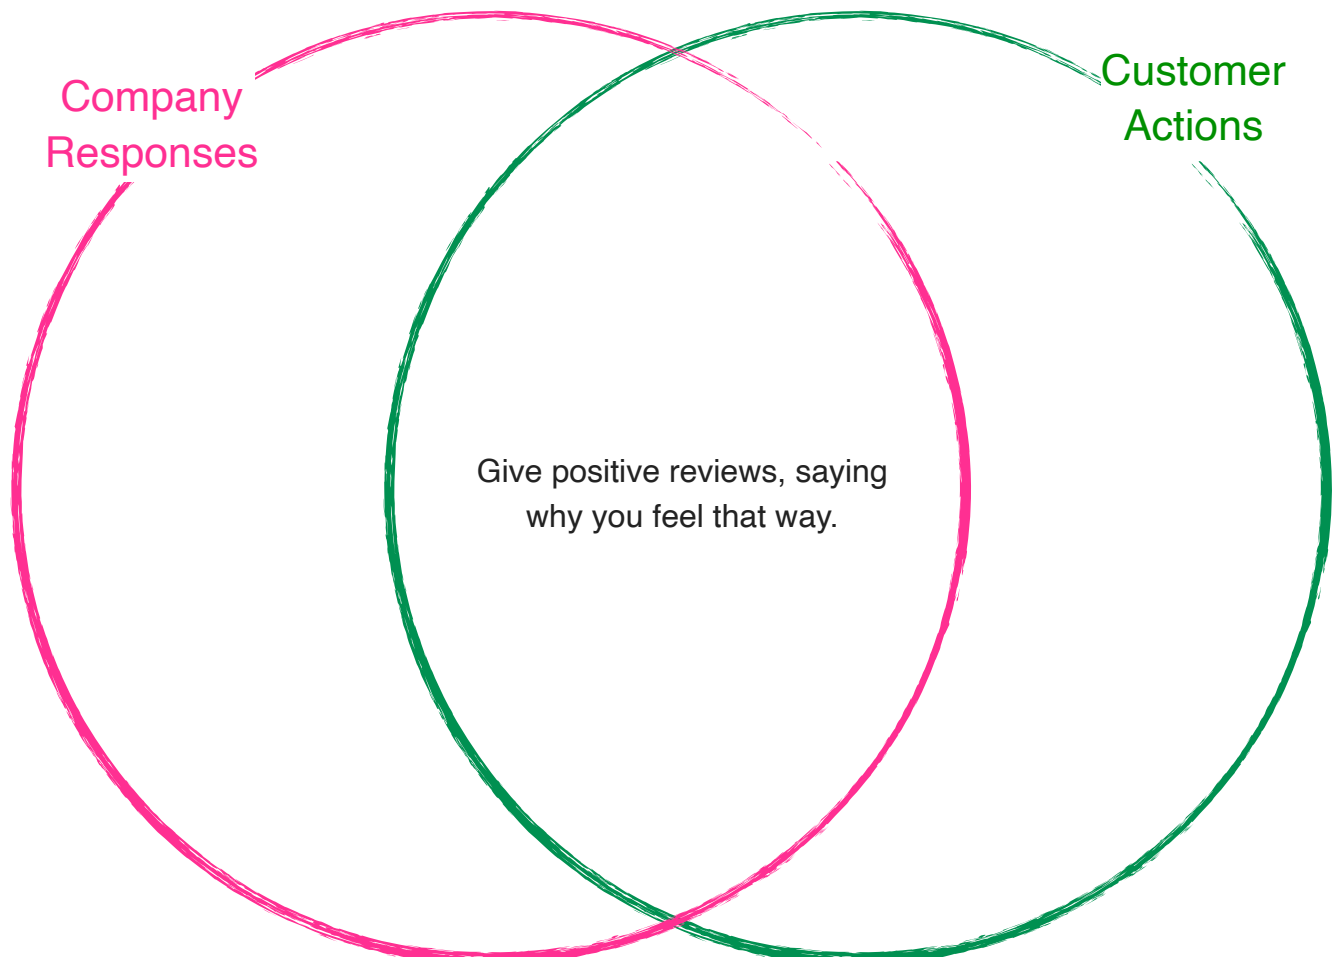 Company
Responses
Customer
Actions
Give positive reviews, saying
why you feel that way.